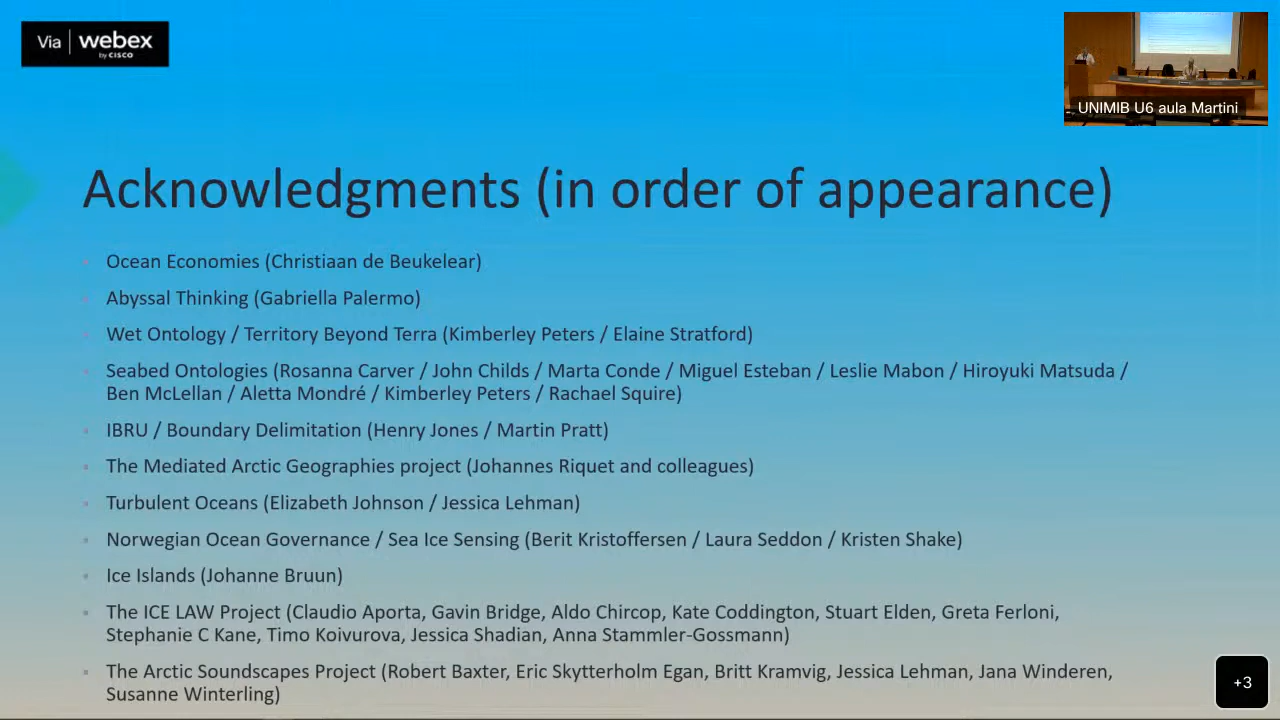 Via | webex
by CISCO
UNIMIB U6 aula Martini
Acknowledgments (in order of appearance)
Ocean Economies (Christiaan de Beukelear)
Abyssal Thinking (Gabriella Palermo)
Wet Ontology / Territory Beyond Terra (Kimberley Peters / Elaine Stratford)
Seabed Ontologies (Rosanna Carver / John Childs / Marta Conde / Miguel Esteban / Leslie Mabon / Hiroyuki Matsuda /
Ben McLellan / Aletta Mondré / Kimberley Peters / Rachael Squire)
IBRU / Boundary Delimitation (Henry Jones / Martin Pratt)
The Mediated Arctic Geographies project (Johannes Riquet and colleagues)
Turbulent Oceans (Elizabeth Johnson / Jessica Lehman)
Norwegian Ocean Governance / Sea Ice Sensing (Berit Kristoffersen / Laura Seddon / Kristen Shake)
Ice Islands (Johanne Bruun)
The ICE LAW Project (Claudio Aporta, Gavin Bridge, Aldo Chircop, Kate Coddington, Stuart Elden, Greta Ferloni,
Stephanie C Kane, Timo Koivurova, Jessica Shadian, Anna Stammler-Gossmann)
The Arctic Soundscapes Project (Robert Baxter, Eric Skytterholm Egan, Britt Kramvig, Jessica Lehman, Jana Winderen,
Susanne Winterling)
+3